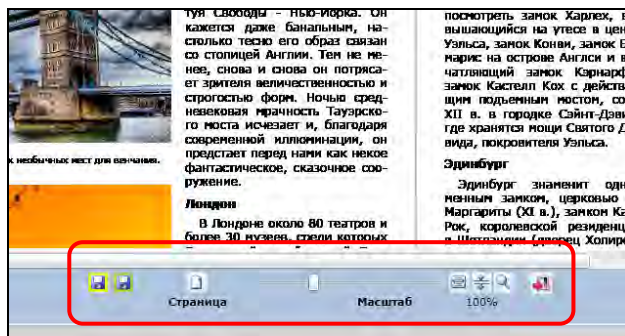 туя Свободы – Нью-Йорка. Он
кажется даже банальным, на-
столько тесно его образ связан
со столицей Англии. Тем не ме-
нее, снова и снова он потряса-
ет зрителя величественностью и
строгостью форм. Ночью сред-
невековая мрачность Тауэрско-
го моста исчезает и, благодаря
современной иллюминации, он
предстает перед нами как некое
фантастическое, сказочное соо-
ружение.
Лондон
В Лондоне около 80 театров и
более 30 музеев, среди которых
х необычных мест для венчания.
посмотреть замок Харлех, в
вышающийся на утесе в цен
Уэльса, замок Конви, замок Б
марис на острове Англси и в
чатляющий замок Кэрнарф
замок Кастелл Кох с действ
щим подъемным мостом, со
XII в. в городке Сэйнт-Дэви
где хранятся мощи Святого Д
вида, покровителя Уэльса.
Эдинбург
Эдинбург знаменит одн
менным замком, церковью
Маргариты (XI в.), замком Ка
Рок, королевской резиденц
в Шотландии (дворец Холирс
Страница
Масштаб
100%